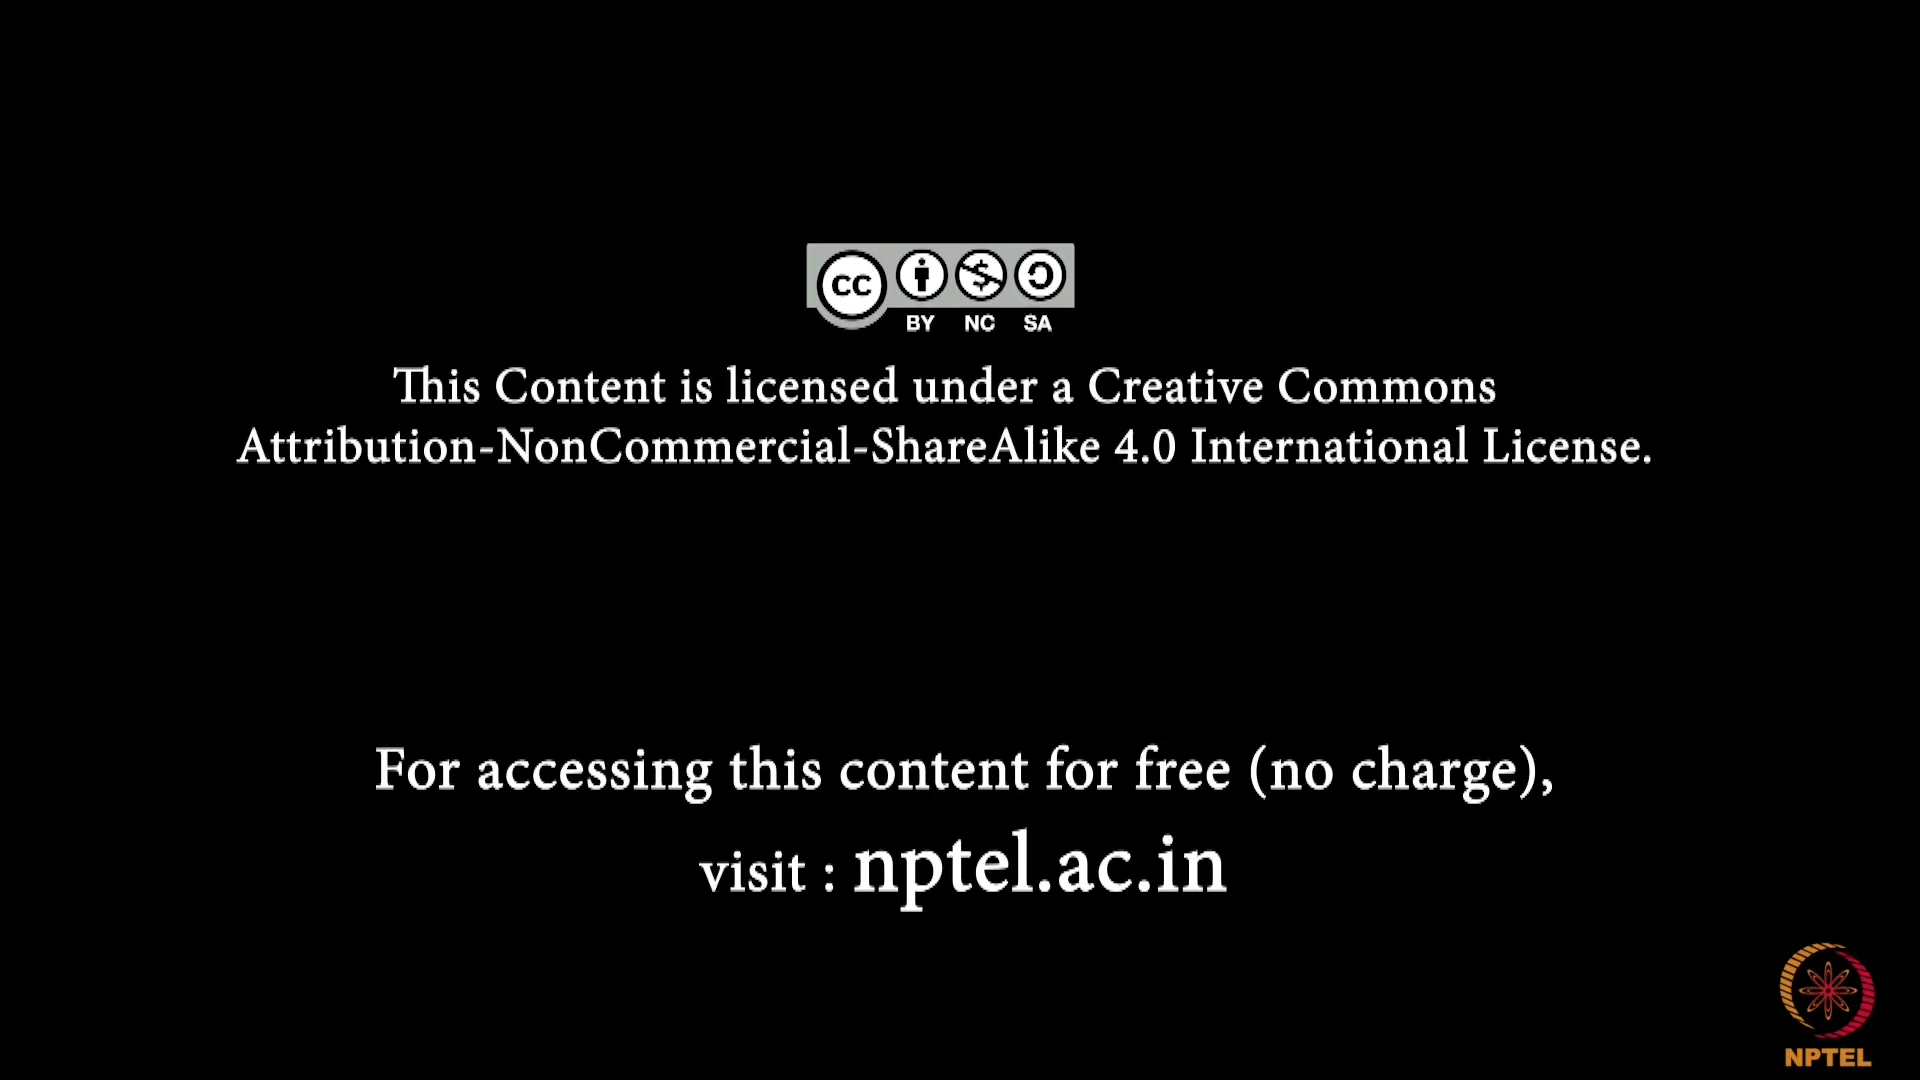 CC
BY NC SA
This Content is licensed under a Creative Commons
Attribution-NonCommercial-ShareAlike 4.0 International License.
For accessing this content for free (no charge),
visit : nptel.ac.in
NPTEL